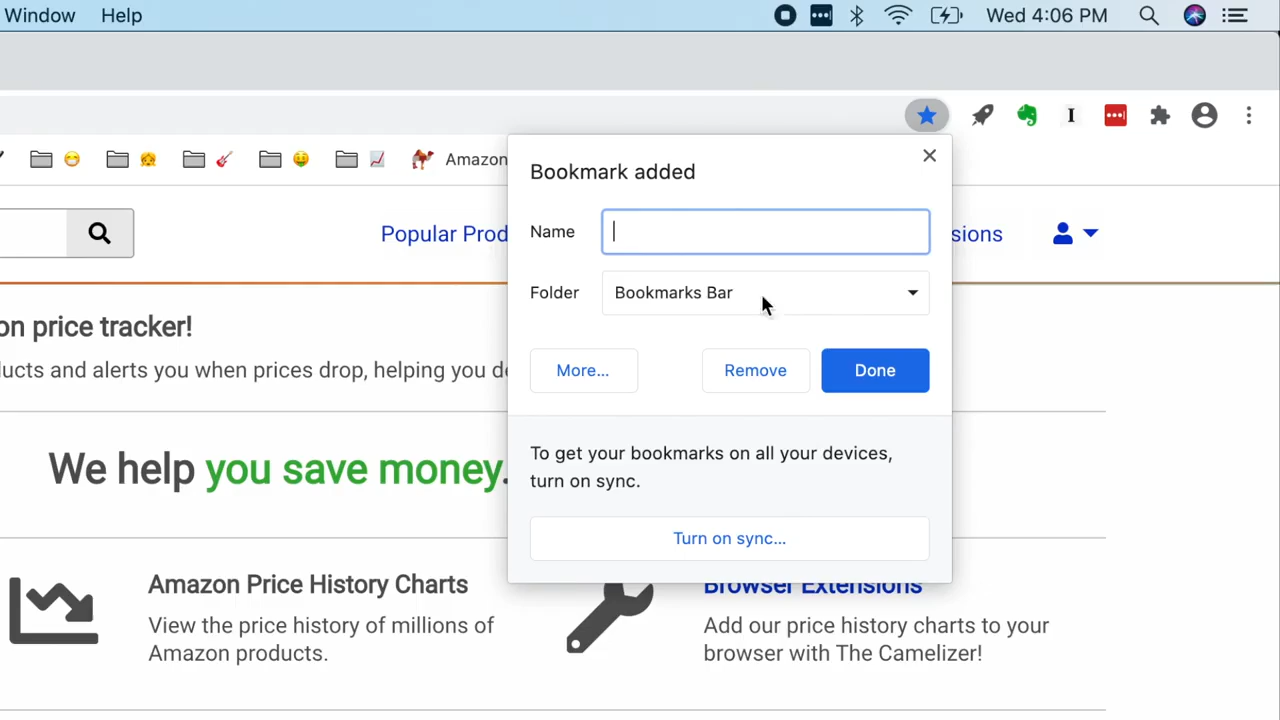 Window Help
Wed 4:06 PM
Amazon
Bookmark added
Name
Popular Prod
sions
Folder
Bookmarks Bar
on price tracker!
ucts and alerts you when prices drop, helping you d
More...
Remove
Done
We help you save money.
To get your bookmarks on all your devices,
turn on sync.
Turn on sync...
Amazon Price History Charts
View the price history of millions of
Amazon products.
Browser Extensions
Add our price history charts to your
browser with The Camelizer!